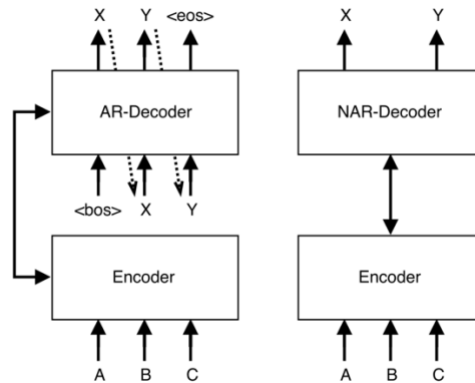 X Y <eos> X Y
AR-Decoder NAR-Decoder
<bos> X Y
Encoder Encoder
A B C A B C